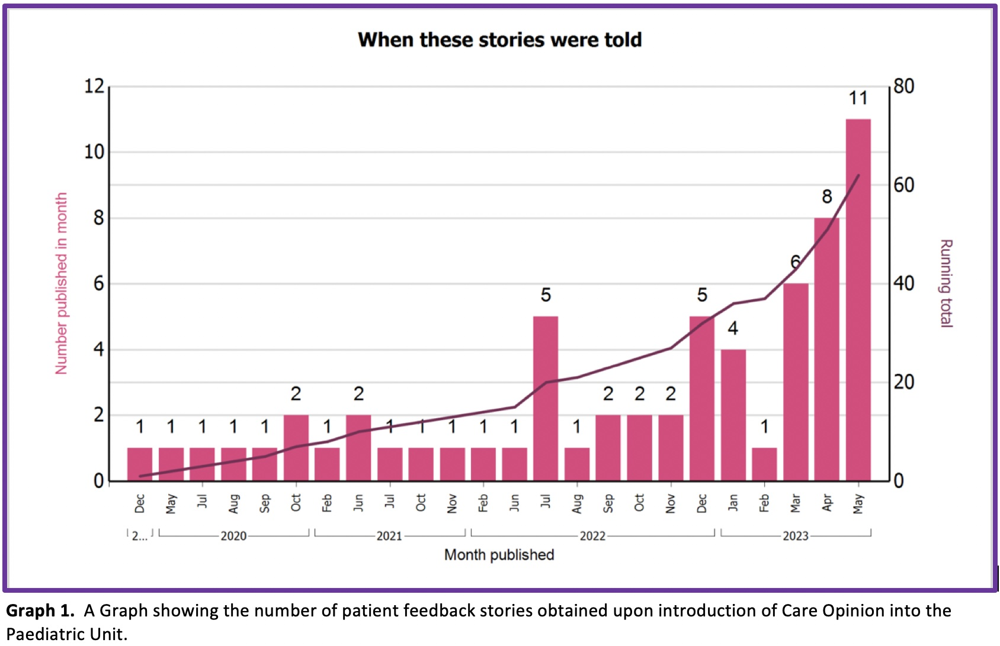 When these stories were told
12
10
8
6
4
2
0
Number published in month
80
60
40
20
0
Running total
1 1 1 1 1 2 1 2 1 1 1 1 1 5 1 2 2 2 5 4 1 6 8 11
Dec May Jul Aug Sep Oct Feb Jun Jul Oct Nov Feb Jun Jul Aug Sep Oct Nov Dec Jan Feb Mar Apr May
2... 2020 2021 2022 2023
Month published
Graph 1. A Graph showing the number of patient feedback stories obtained upon introduction of Care Opinion into the
Paediatric Unit.